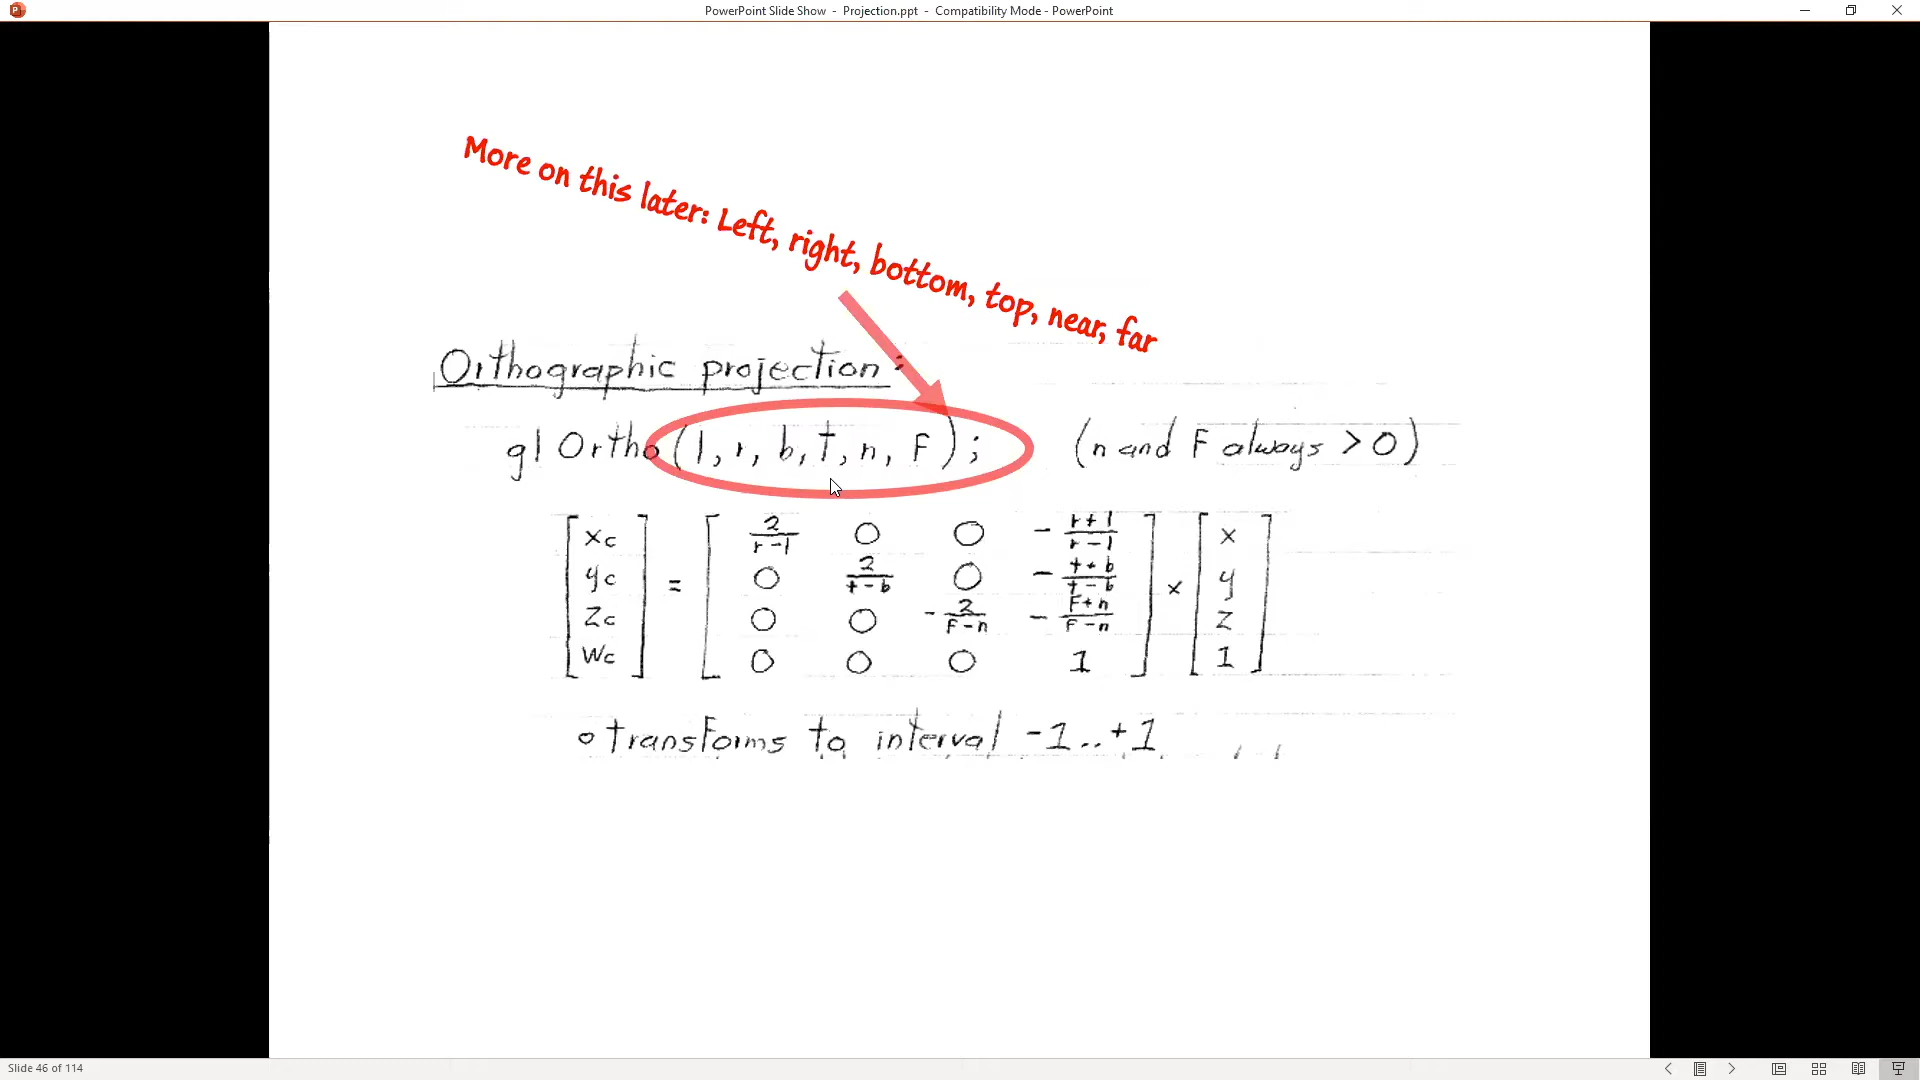 PowerPoint Slide Show - Projection.ppt - Compatibility Mode - PowerPoint
More on this later: Left, right, bottom, top, near, far
Orthographic projection:
glOrtho(l, r, b, t, n, F);  (n and F always > 0)
[xc] = [2/(r-l) 0 0 -(r+l)/(r-l)] × [x]
[yc] [0 2/(t-b) 0 -(t+b)/(t-b)] [y]
[zc] [0 0 -2/(F-n) -(F+n)/(F-n)] [z]
[wc] [0 0 0 1] [1]
o transforms to interval -1..+1
Slide 46 of 114